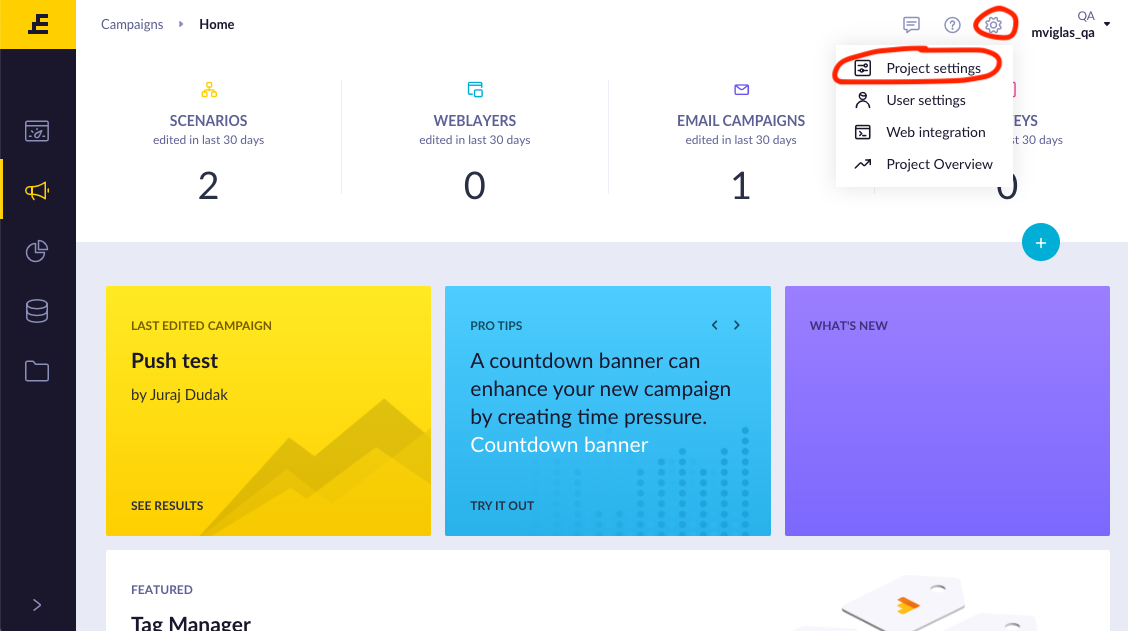 Campaigns
Home
QA
mviglas_qa
Project settings
User settings
Web integration
Project Overview
SCENARIOS
edited in last 30 days
2
WEBLAYERS
edited in last 30 days
0
EMAIL CAMPAIGNS
edited in last 30 days
1
30 days
0
+
LAST EDITED CAMPAIGN
Push test
by Juraj Dudak
SEE RESULTS
PRO TIPS
A countdown banner can
enhance your new campaign
by creating time pressure.
Countdown banner
TRY IT OUT
WHAT'S NEW
FEATURED
Tag Manager